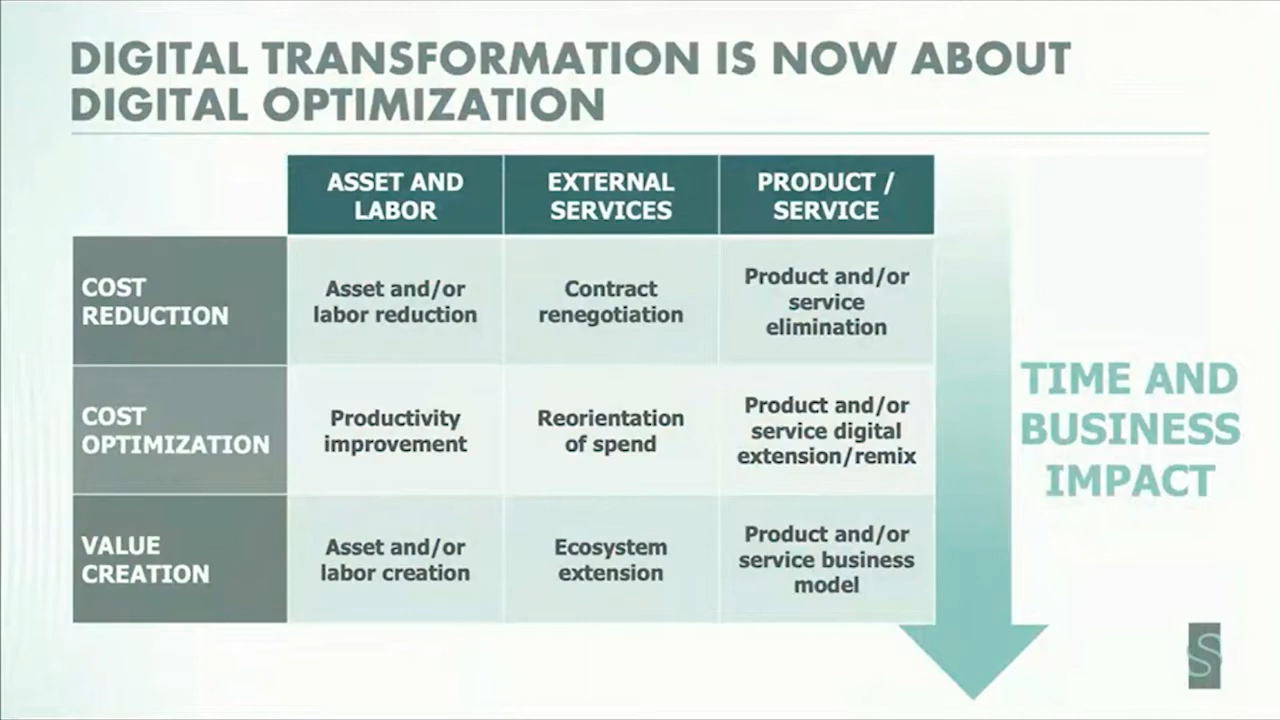 DIGITAL TRANSFORMATION IS NOW ABOUT
DIGITAL OPTIMIZATION
ASSET AND
LABOR
EXTERNAL
SERVICES
PRODUCT /
SERVICE
COST
REDUCTION
Asset and/or
labor reduction
Contract
renegotiation
Product and/or
service
elimination
COST
OPTIMIZATION
Productivity
improvement
Reorientation
of spend
Product and/or
service digital
extension/remix
VALUE
CREATION
Asset and/or
labor creation
Ecosystem
extension
Product and/or
service business
model
TIME AND
BUSINESS
IMPACT
S